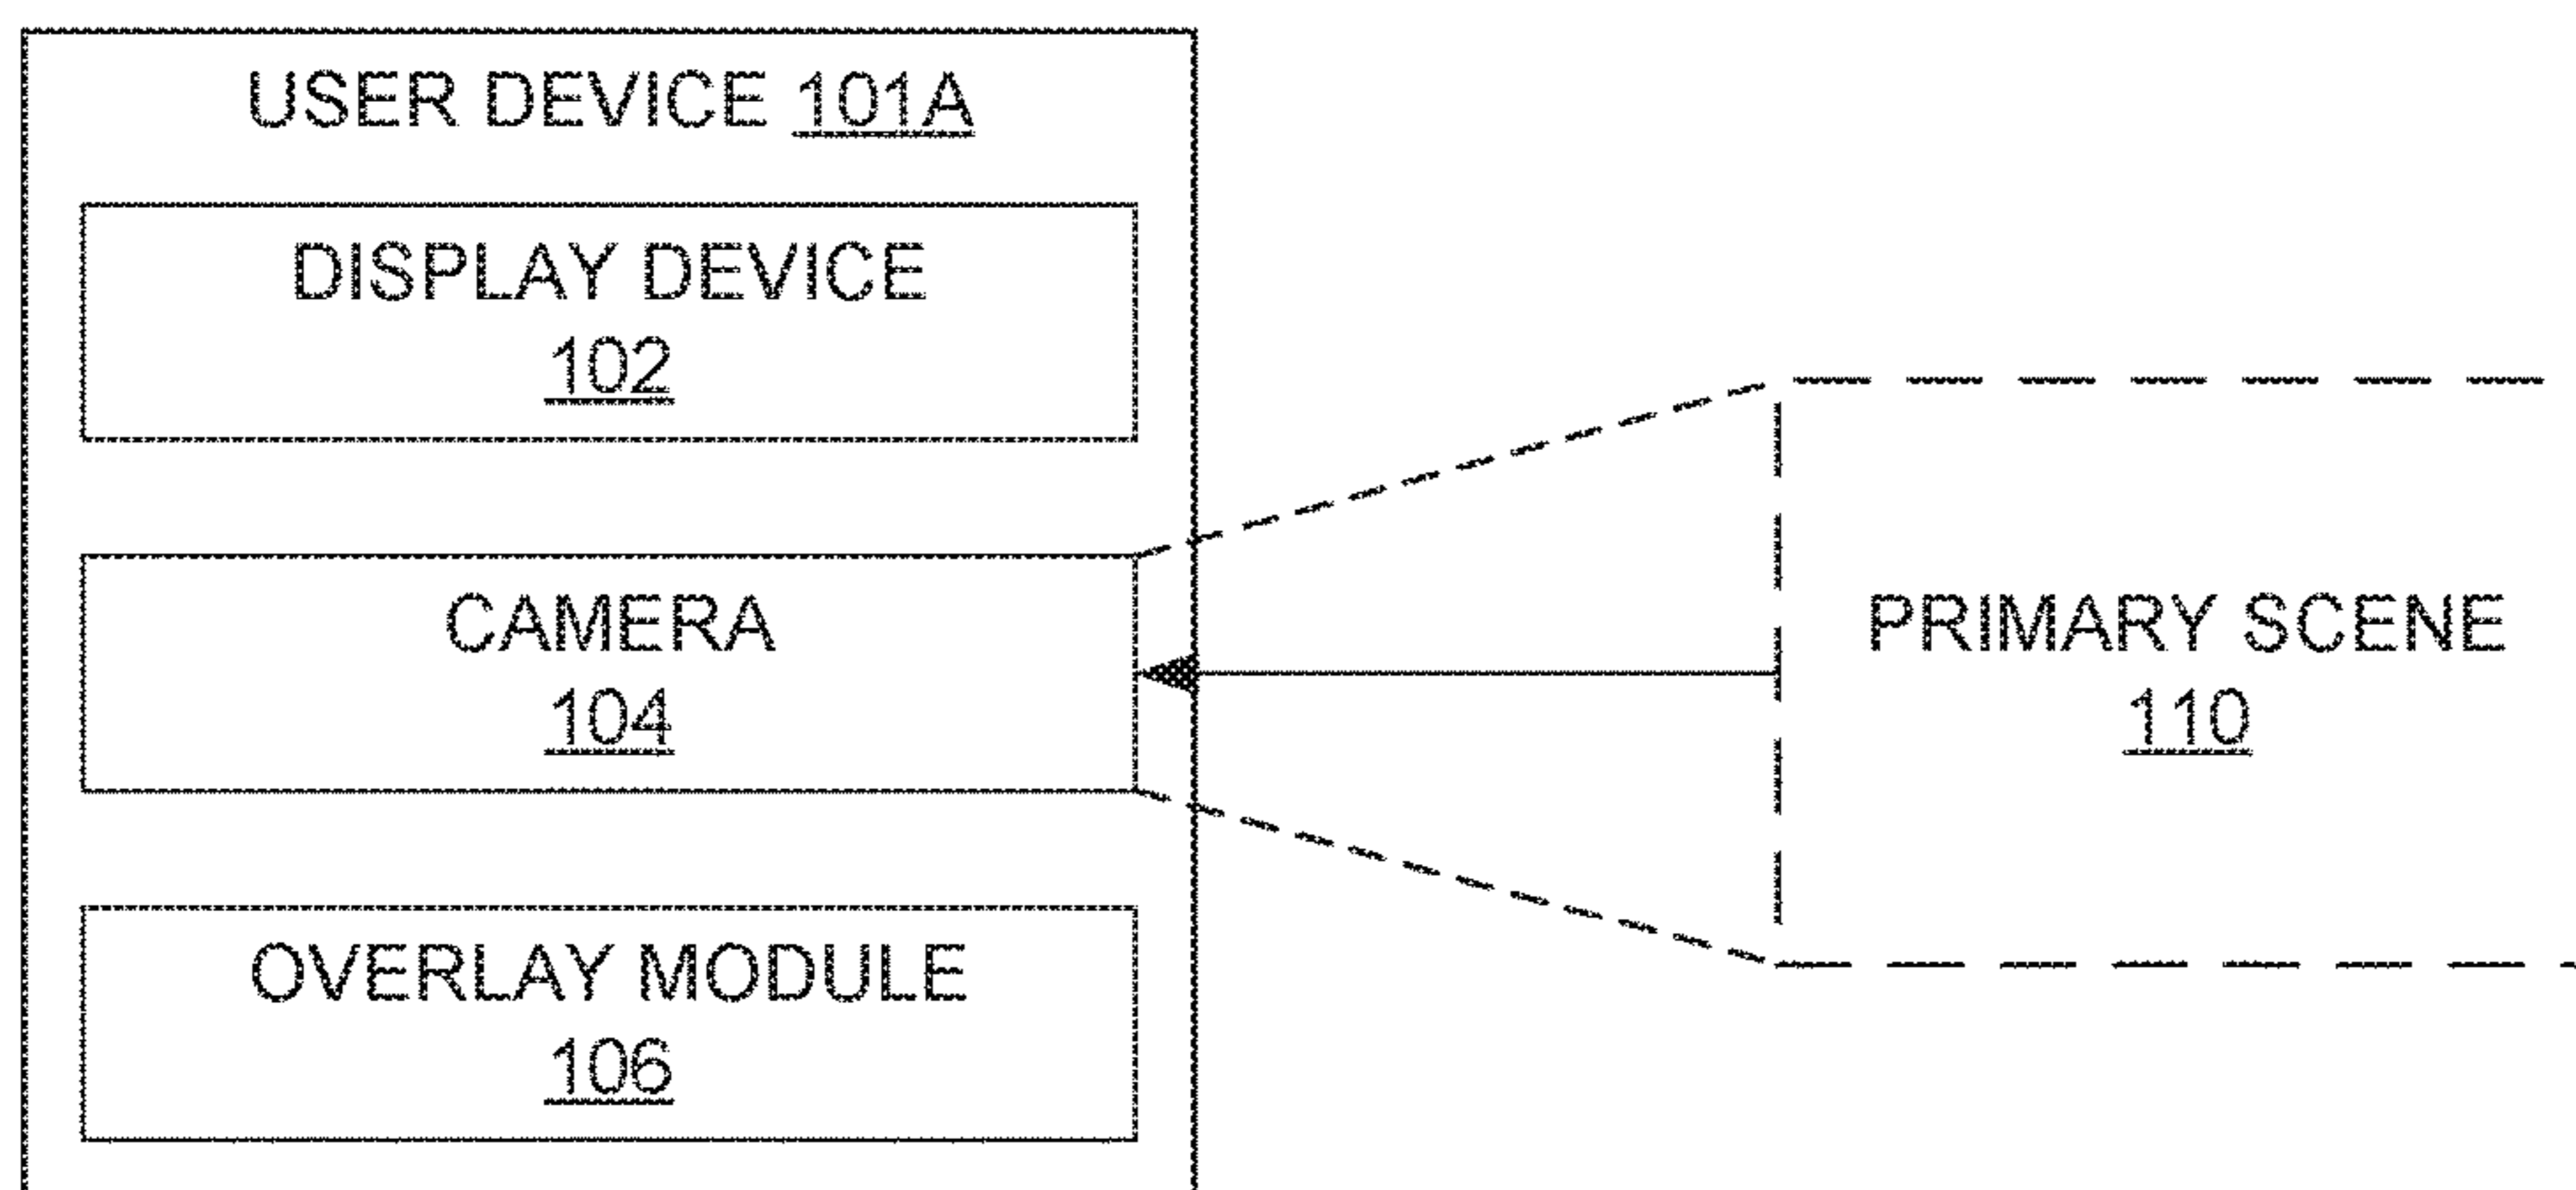 USER DEVICE 101A
DISPLAY DEVICE
102
CAMERA
104
PRIMARY SCENE
110
OVERLAY MODULE
106